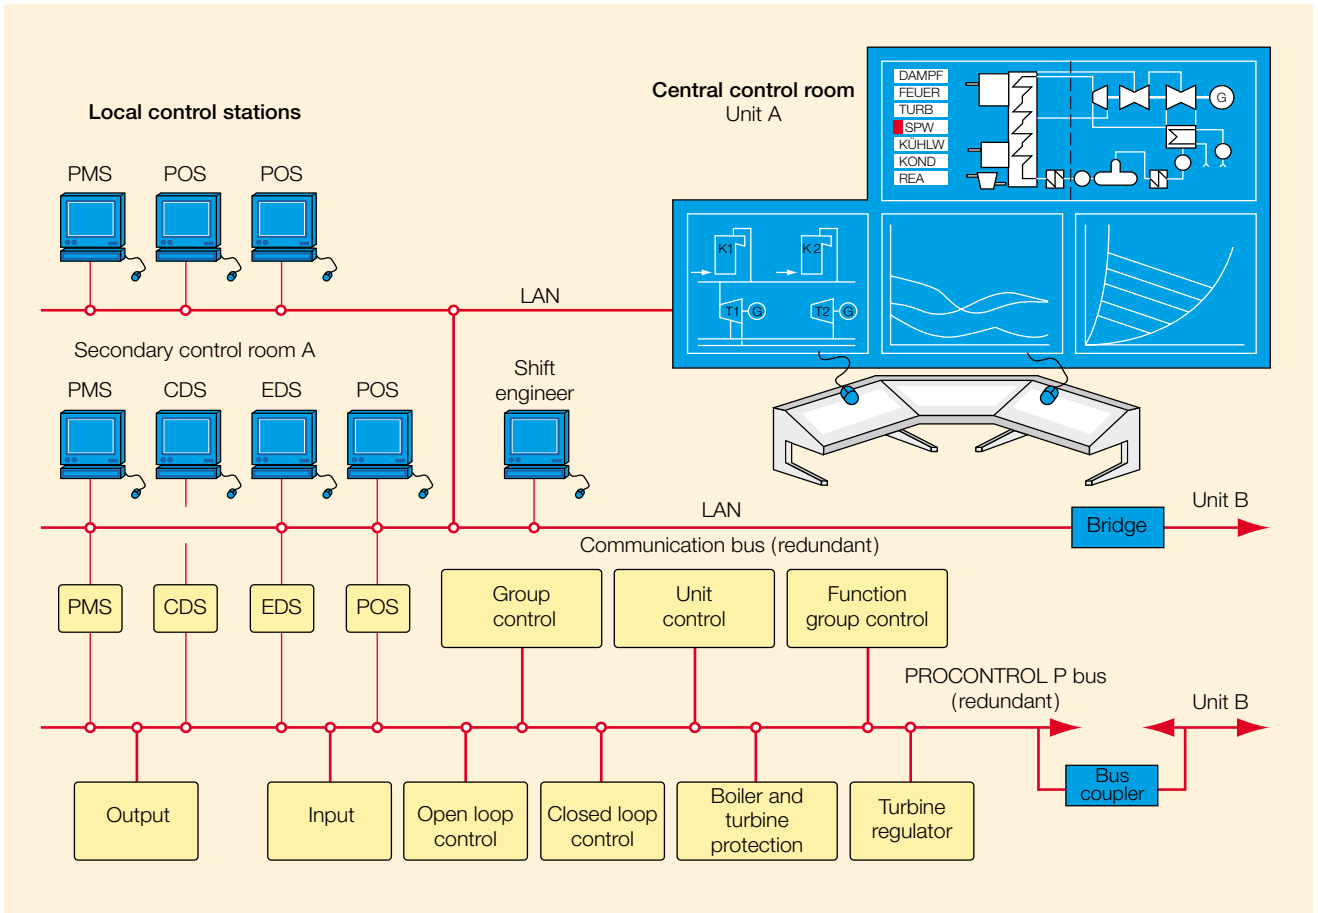 Local control stations
PMS
POS
POS
Central control room
Unit A
DAMPF
FEUER
TURB
SPW
KÜHLW
KOND
REA
G
K1
K2
T1
G
T2
G
LAN
Secondary control room A
PMS
CDS
EDS
POS
Shift
engineer
LAN
Bridge
Unit B
Communication bus (redundant)
PMS
CDS
EDS
POS
Group
control
Unit
control
Function
group control
PROCONTROL P bus
(redundant)
Unit B
Bus
coupler
Output
Input
Open loop
control
Closed loop
control
Boiler and
turbine
protection
Turbine
regulator